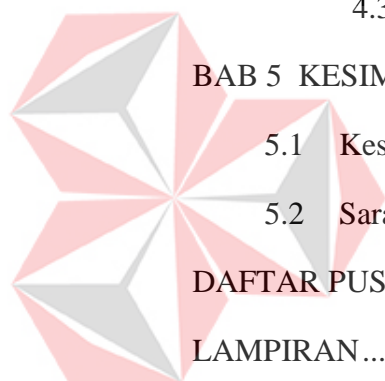 4.3
BAB 5 KESIM
5.1 Kes
5.2 Sara
DAFTAR PUS
LAMPIRAN...